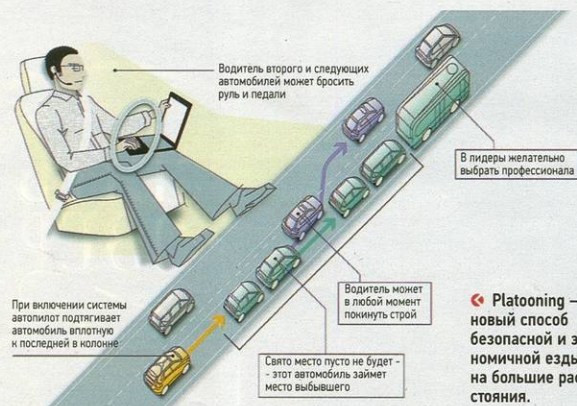 Водитель второго и следующих
автомобилей может бросить
руль и педали
В лидеры желательно
выбрать профессионала
Водитель может
в любой момент
покинуть строй
При включении системы
автопилот подтягивает
автомобиль вплотную
к последней в колонне
Свято место пусто не будет -
- этот автомобиль займет
место выбывшего
Platooning –
новый способ
безопасной и э
номичной езды
на большие рас
стояния.